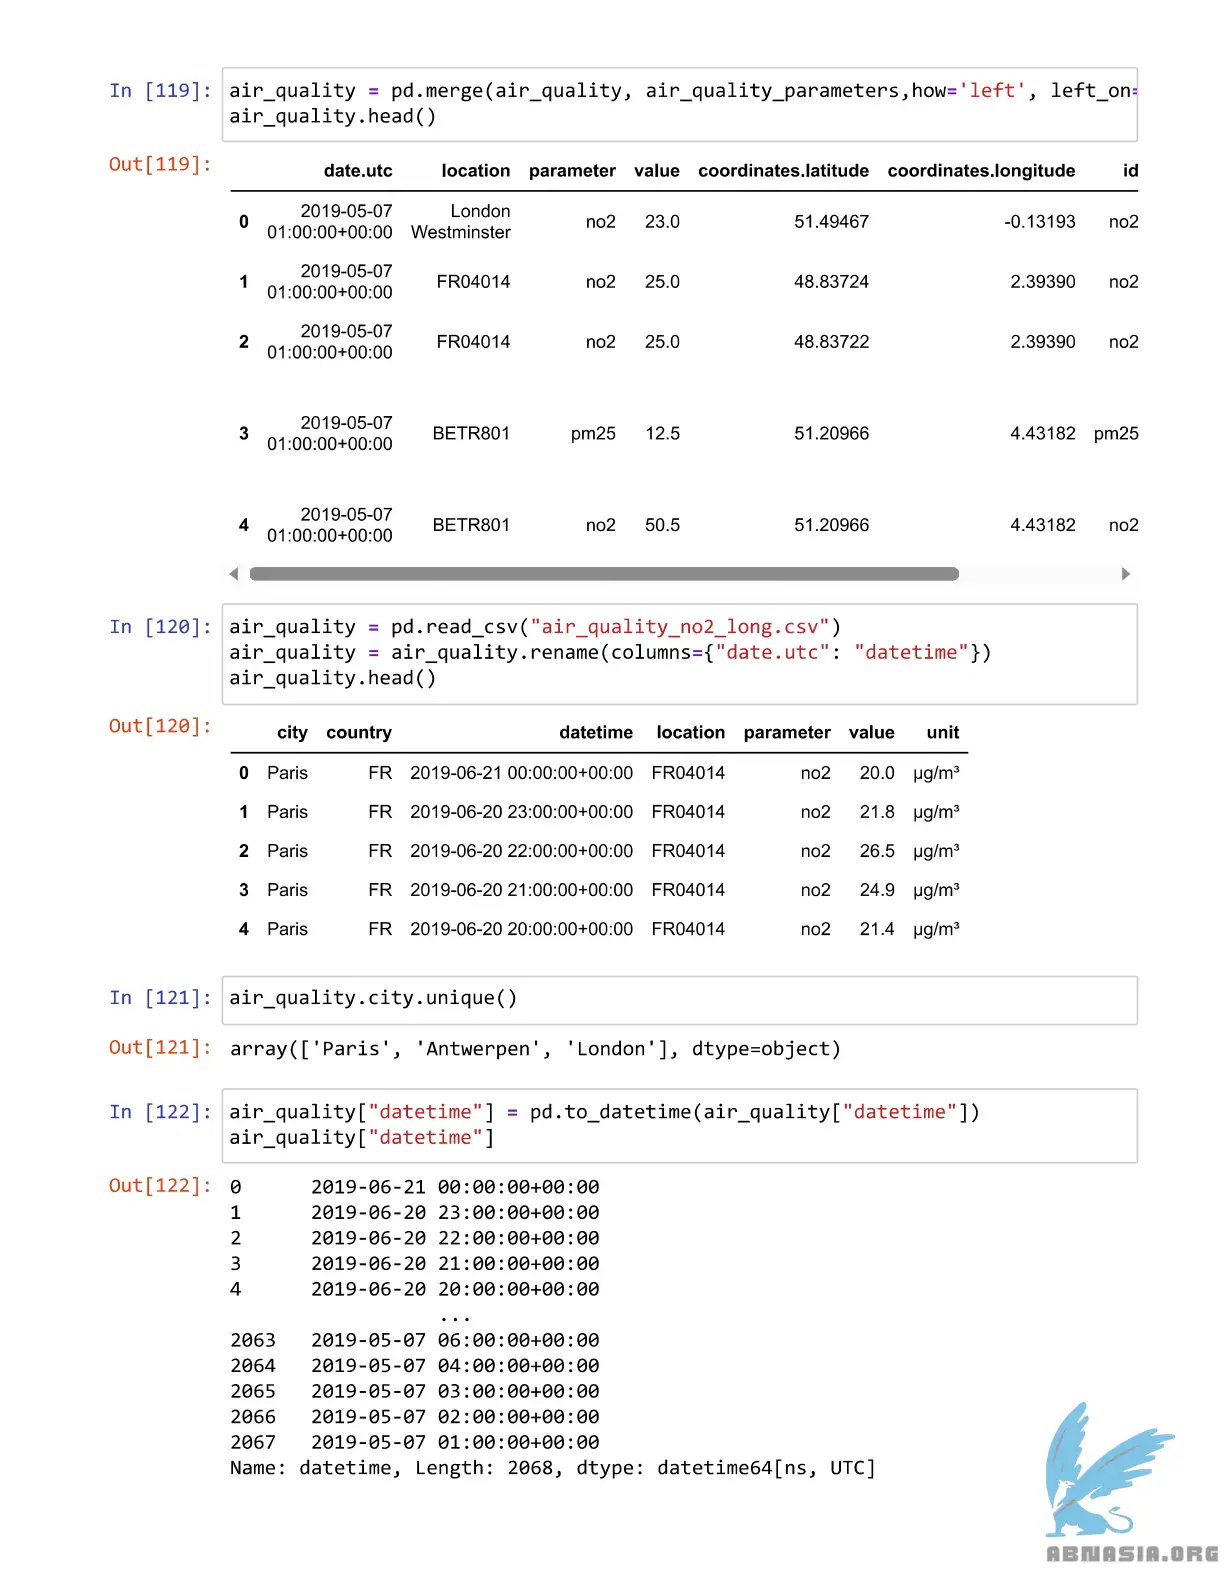 In [119]: air_quality = pd.merge(air_quality, air_quality_parameters,how='left', left_on=
air_quality.head()
Out[119]:
date.utc location parameter value coordinates.latitude coordinates.longitude id
0 2019-05-07 01:00:00+00:00 London Westminster no2 23.0 51.49467 -0.13193 no2
1 2019-05-07 01:00:00+00:00 FR04014 no2 25.0 48.83724 2.39390 no2
2 2019-05-07 01:00:00+00:00 FR04014 no2 25.0 48.83722 2.39390 no2
3 2019-05-07 01:00:00+00:00 BETR801 pm25 12.5 51.20966 4.43182 pm25
4 2019-05-07 01:00:00+00:00 BETR801 no2 50.5 51.20966 4.43182 no2
In [120]: air_quality = pd.read_csv("air_quality_no2_long.csv")
air_quality = air_quality.rename(columns={"date.utc": "datetime"})
air_quality.head()
Out[120]:
city country datetime location parameter value unit
0 Paris FR 2019-06-21 00:00:00+00:00 FR04014 no2 20.0 µg/m³
1 Paris FR 2019-06-20 23:00:00+00:00 FR04014 no2 21.8 µg/m³
2 Paris FR 2019-06-20 22:00:00+00:00 FR04014 no2 26.5 µg/m³
3 Paris FR 2019-06-20 21:00:00+00:00 FR04014 no2 24.9 µg/m³
4 Paris FR 2019-06-20 20:00:00+00:00 FR04014 no2 21.4 µg/m³
In [121]: air_quality.city.unique()
Out[121]: array(['Paris', 'Antwerpen', 'London'], dtype=object)
In [122]: air_quality["datetime"] = pd.to_datetime(air_quality["datetime"])
air_quality["datetime"]
Out[122]: 0 2019-06-21 00:00:00+00:00
1 2019-06-20 23:00:00+00:00
2 2019-06-20 22:00:00+00:00
3 2019-06-20 21:00:00+00:00
4 2019-06-20 20:00:00+00:00
...
2063 2019-05-07 06:00:00+00:00
2064 2019-05-07 04:00:00+00:00
2065 2019-05-07 03:00:00+00:00
2066 2019-05-07 02:00:00+00:00
2067 2019-05-07 01:00:00+00:00
Name: datetime, Length: 2068, dtype: datetime64[ns, UTC]
ABNASIA.ORG